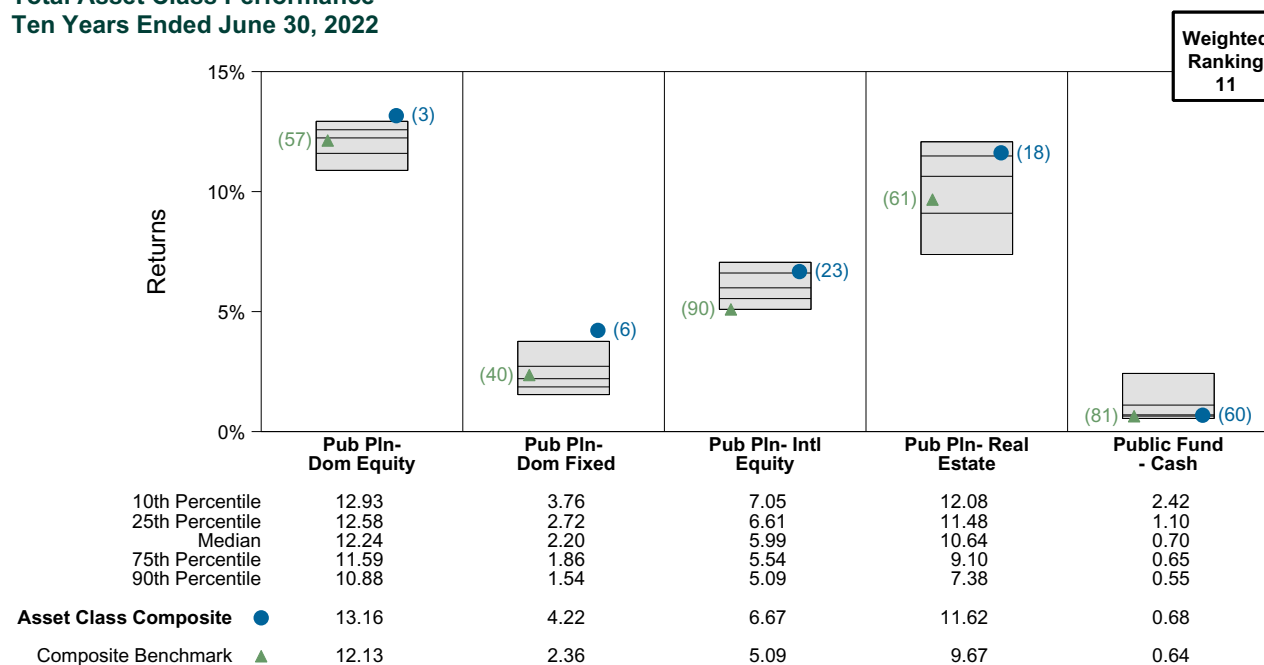 Total Asset Class Performance
Ten Years Ended June 30, 2022
Weighted
Ranking
11
Returns
15%
10%
5%
0%
(57) (3)
(40) (6)
(90) (23)
(61) (18)
(81) (60)
Pub Pln- Dom Equity
Pub Pln- Dom Fixed
Pub Pln- Intl Equity
Pub Pln- Real Estate
Public Fund - Cash
10th Percentile 12.93 3.76 7.05 12.08 2.42
25th Percentile 12.58 2.72 6.61 11.48 1.10
Median 12.24 2.20 5.99 10.64 0.70
75th Percentile 11.59 1.86 5.54 9.10 0.65
90th Percentile 10.88 1.54 5.09 7.38 0.55
Asset Class Composite 13.16 4.22 6.67 11.62 0.68
Composite Benchmark 12.13 2.36 5.09 9.67 0.64